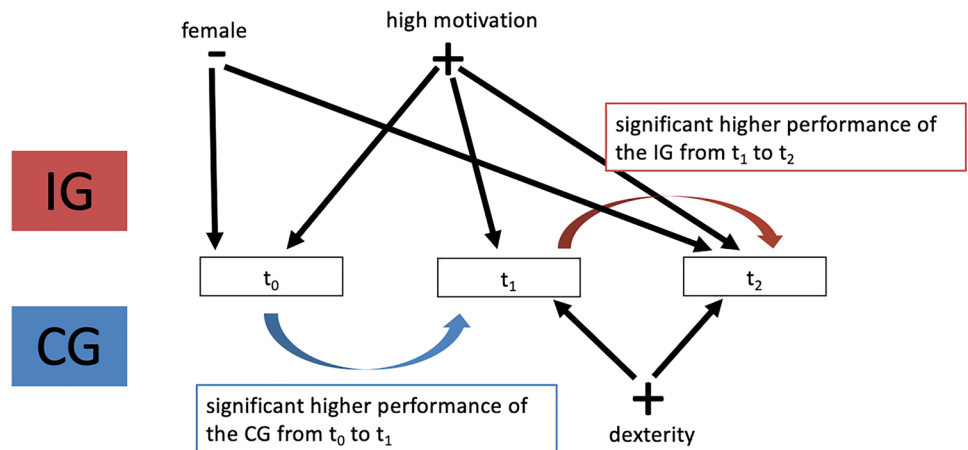 female
high motivation
−
+
significant higher performance of
the IG from t₁ to t₂
IG
t₀
t₁
t₂
CG
significant higher performance of
the CG from t₀ to t₁
+
dexterity